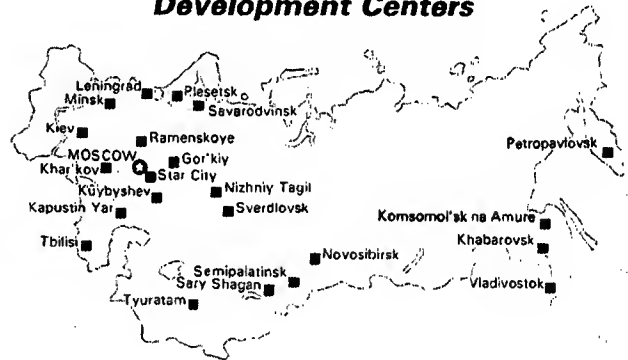 Development Centers
Leningrad
Plesetsk
Minsk
Savarodvinsk
Kiev
Ramenskoye
Petropavlovsk
MOSCOW
Gor'kiy
Khar'kov
Star City
Kuybyshev
Nizhniy Tagil
Kapustin Yar
Sverdlovsk
Komsomol'sk na Amure
Tbilisi
Khabarovsk
Novosibirsk
Semipalatinsk
Sary Shagan
Vladivostok
Tyuratam